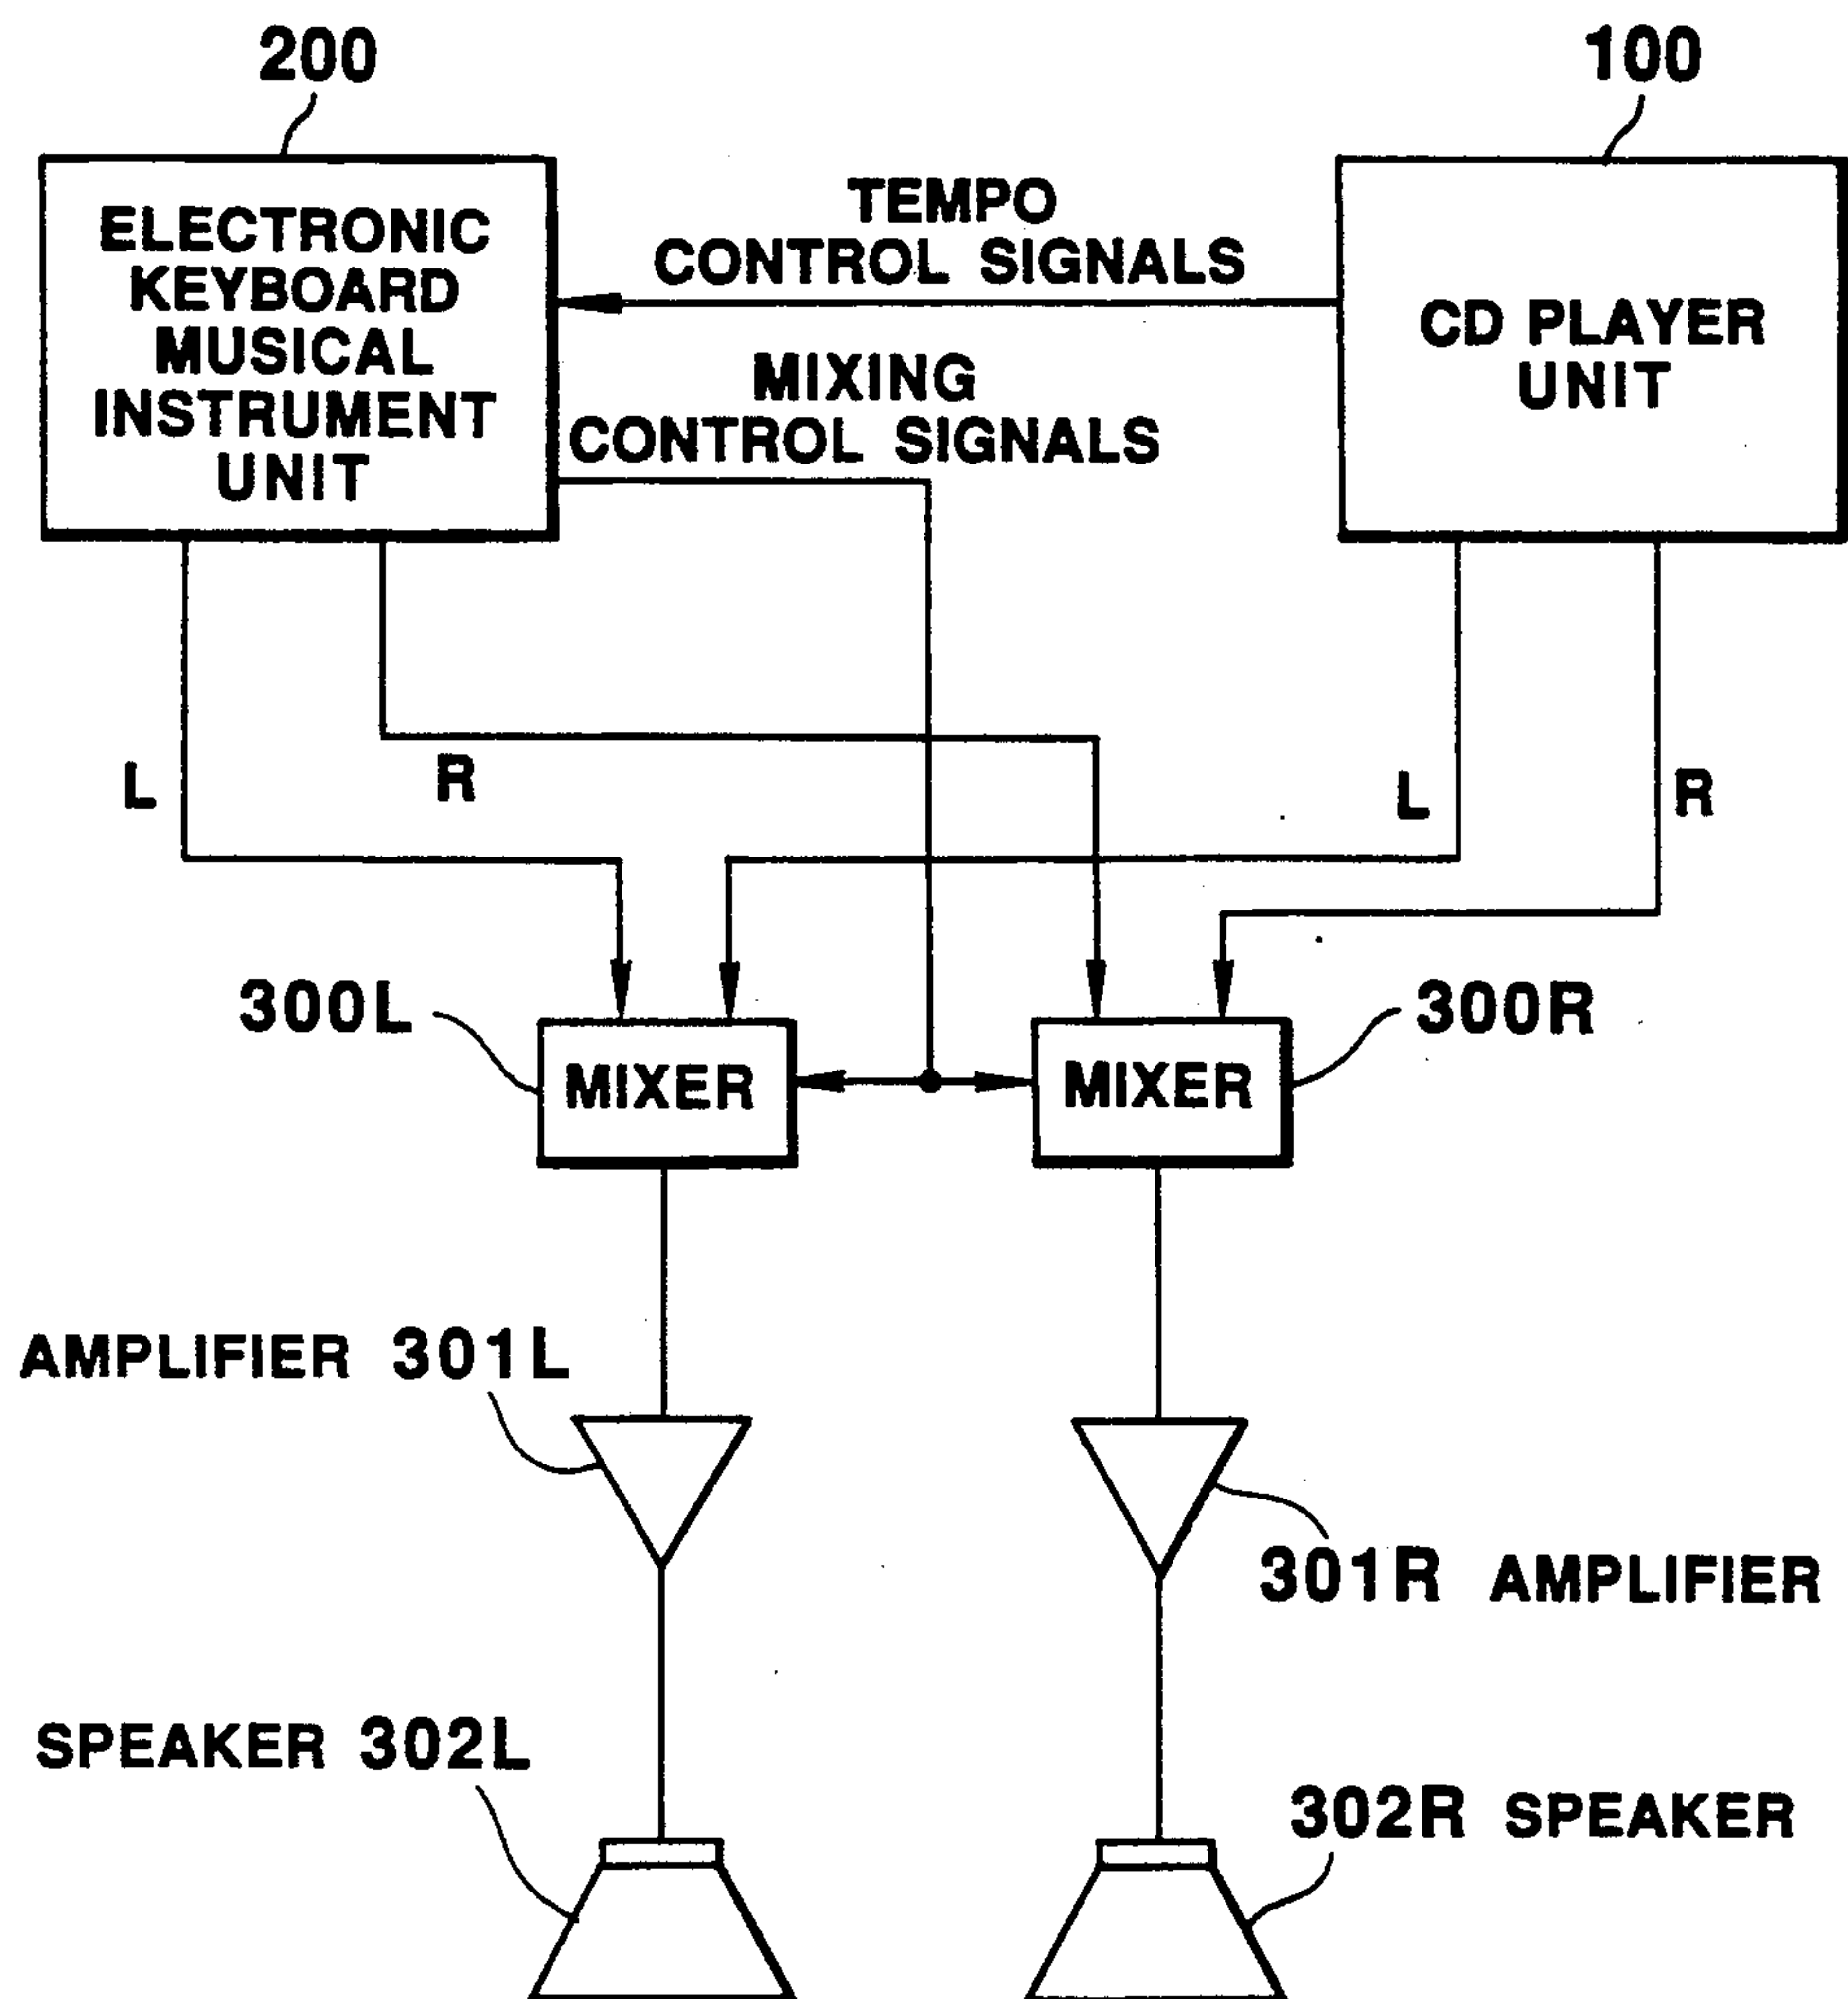 200
100
ELECTRONIC
KEYBOARD
MUSICAL
INSTRUMENT
UNIT
TEMPO
CONTROL SIGNALS
MIXING
CONTROL SIGNALS
CD PLAYER
UNIT
L
R
L
R
300L
MIXER
MIXER
300R
AMPLIFIER 301L
301R AMPLIFIER
SPEAKER 302L
302R SPEAKER